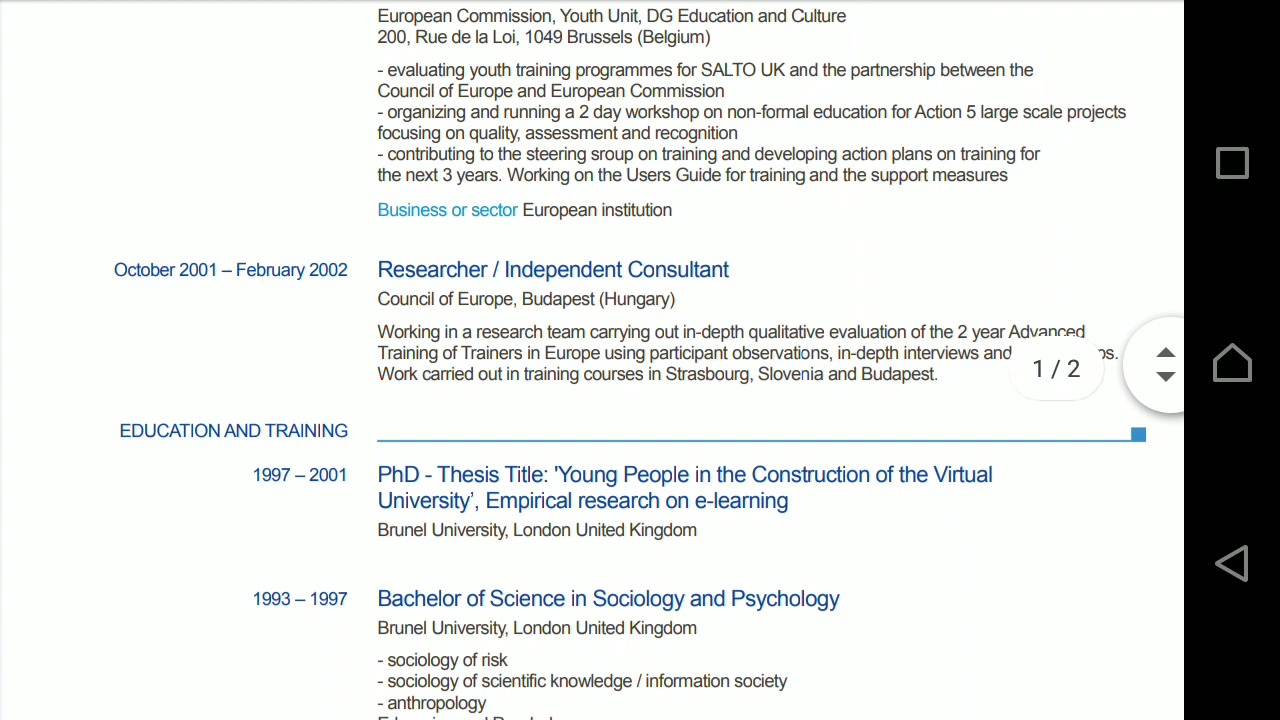 European Commission, Youth Unit, DG Education and Culture
200, Rue de la Loi, 1049 Brussels (Belgium)
- evaluating youth training programmes for SALTO UK and the partnership between the
Council of Europe and European Commission
- organizing and running a 2 day workshop on non-formal education for Action 5 large scale projects
focusing on quality, assessment and recognition
- contributing to the steering sroup on training and developing action plans on training for
the next 3 years. Working on the Users Guide for training and the support measures
Business or sector European institution
October 2001 – February 2002
Researcher / Independent Consultant
Council of Europe, Budapest (Hungary)
Working in a research team carrying out in-depth qualitative evaluation of the 2 year Advanced
Training of Trainers in Europe using participant observations, in-depth interviews and
Work carried out in training courses in Strasbourg, Slovenia and Budapest.
1 / 2
EDUCATION AND TRAINING
1997 – 2001
PhD - Thesis Title: 'Young People in the Construction of the Virtual
University’, Empirical research on e-learning
Brunel University, London United Kingdom
1993 – 1997
Bachelor of Science in Sociology and Psychology
Brunel University, London United Kingdom
- sociology of risk
- sociology of scientific knowledge / information society
- anthropology